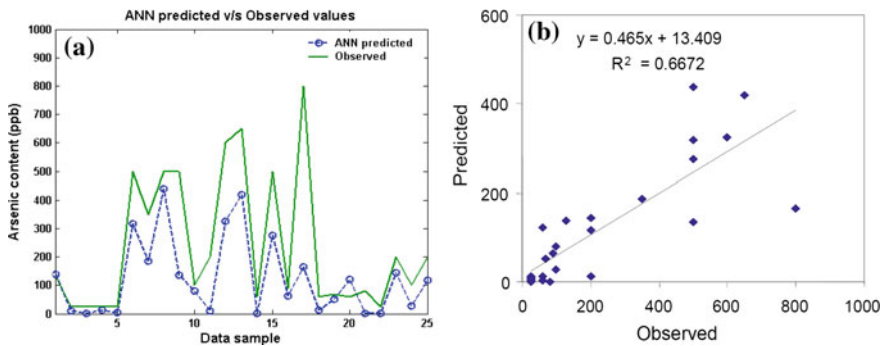 ANN predicted v/s Observed values
(a)
ANN predicted
Observed
1000
900
800
700
600
500
400
300
200
100
0
Arsenic content (ppb)
5
10
15
20
25
Data sample
(b)
y = 0.465x + 13.409
R² = 0.6672
600
400
200
0
Predicted
0
200
400
600
800
1000
Observed